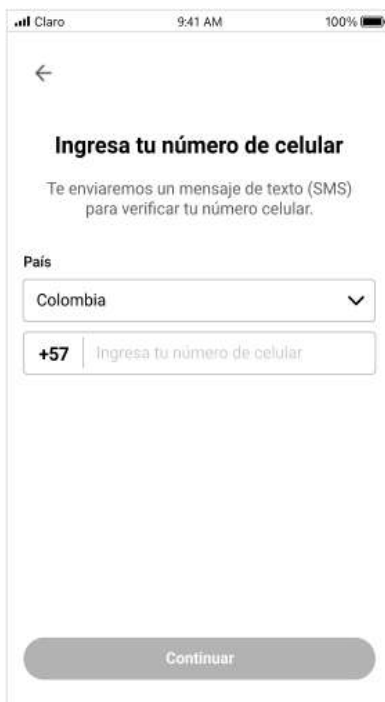 Claro 9:41 AM 100%
Ingresa tu número de celular
Te enviaremos un mensaje de texto (SMS)
para verificar tu número celular.
País
Colombia
+57 Ingresa tu número de celular
Continuar